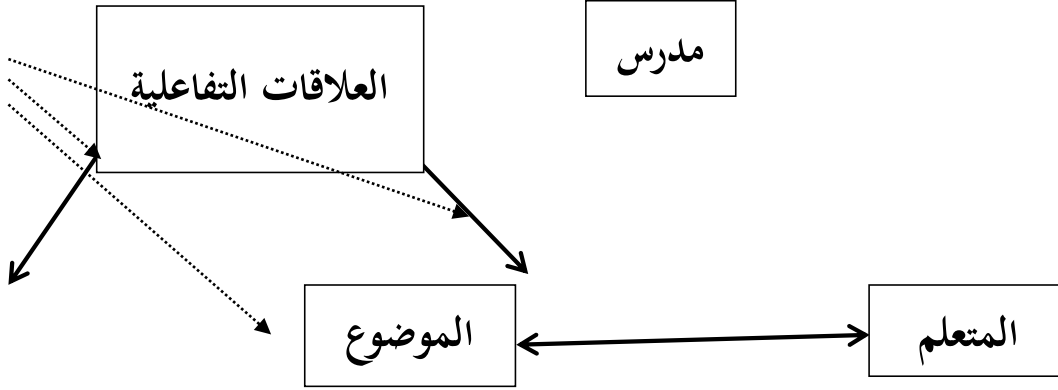 مدرس
العلاقات التفاعلية
المتعلم
الموضوع